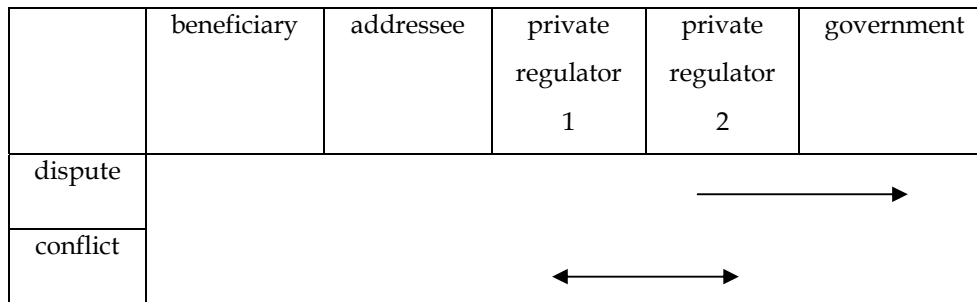 beneficiary addressee private private government
regulator regulator
1 2
dispute
conflict